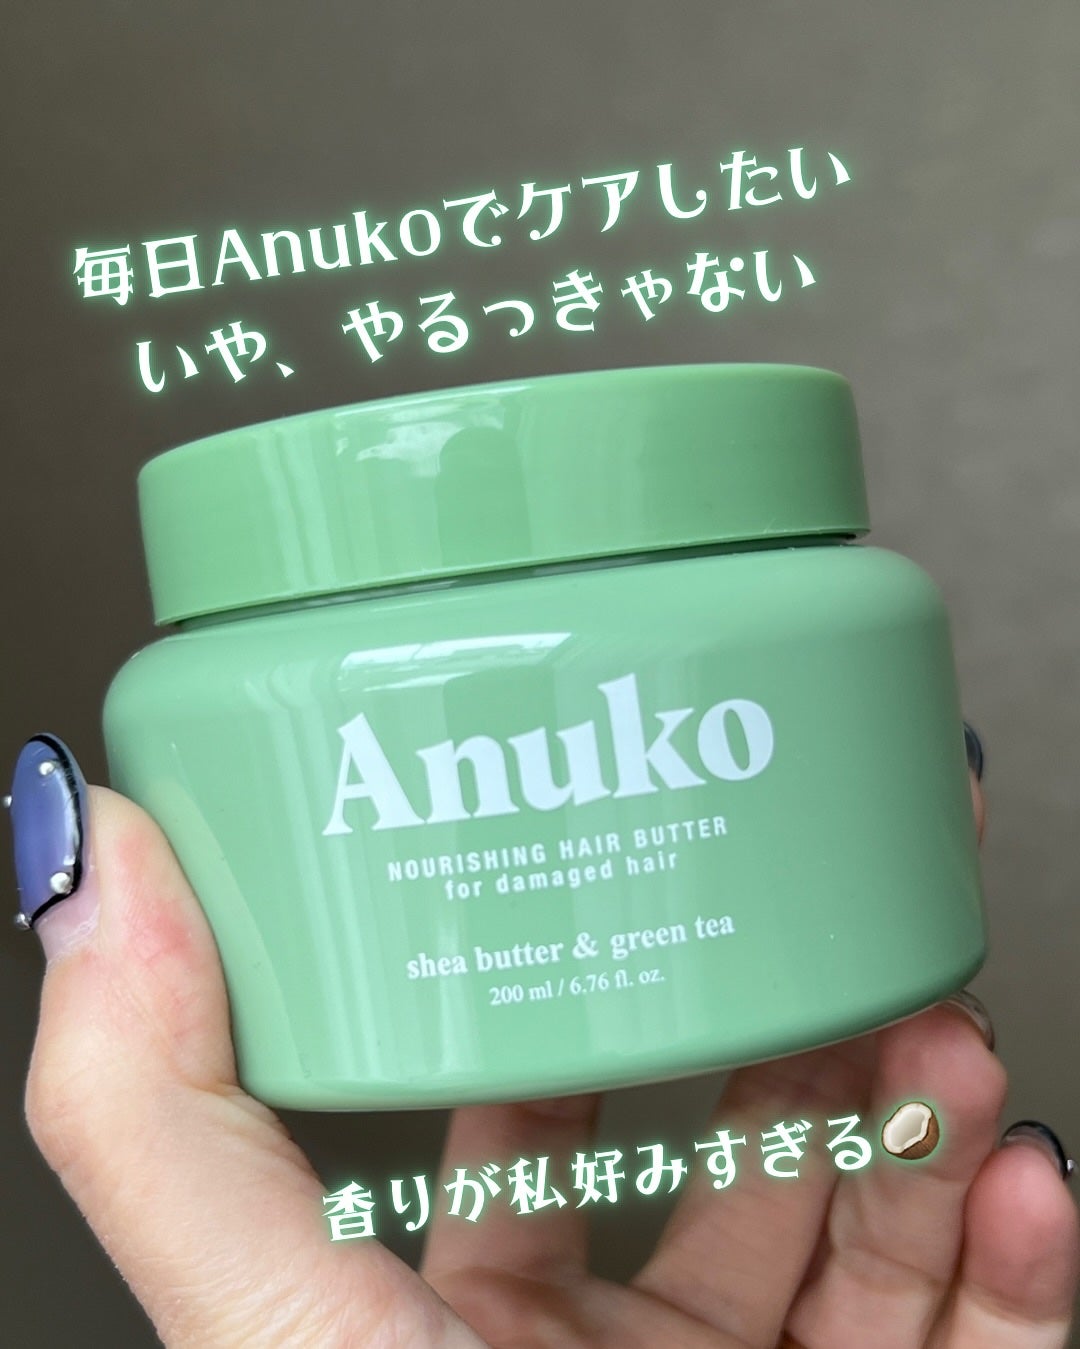 毎日Anukoでケアしたい
いや、やるっきゃない
Anuko
NOURISHING HAIR BUTTER
for damaged hair
shea butter & green tea
200 ml / 6.76 fl. oz.
香りが私好みすぎる🥥